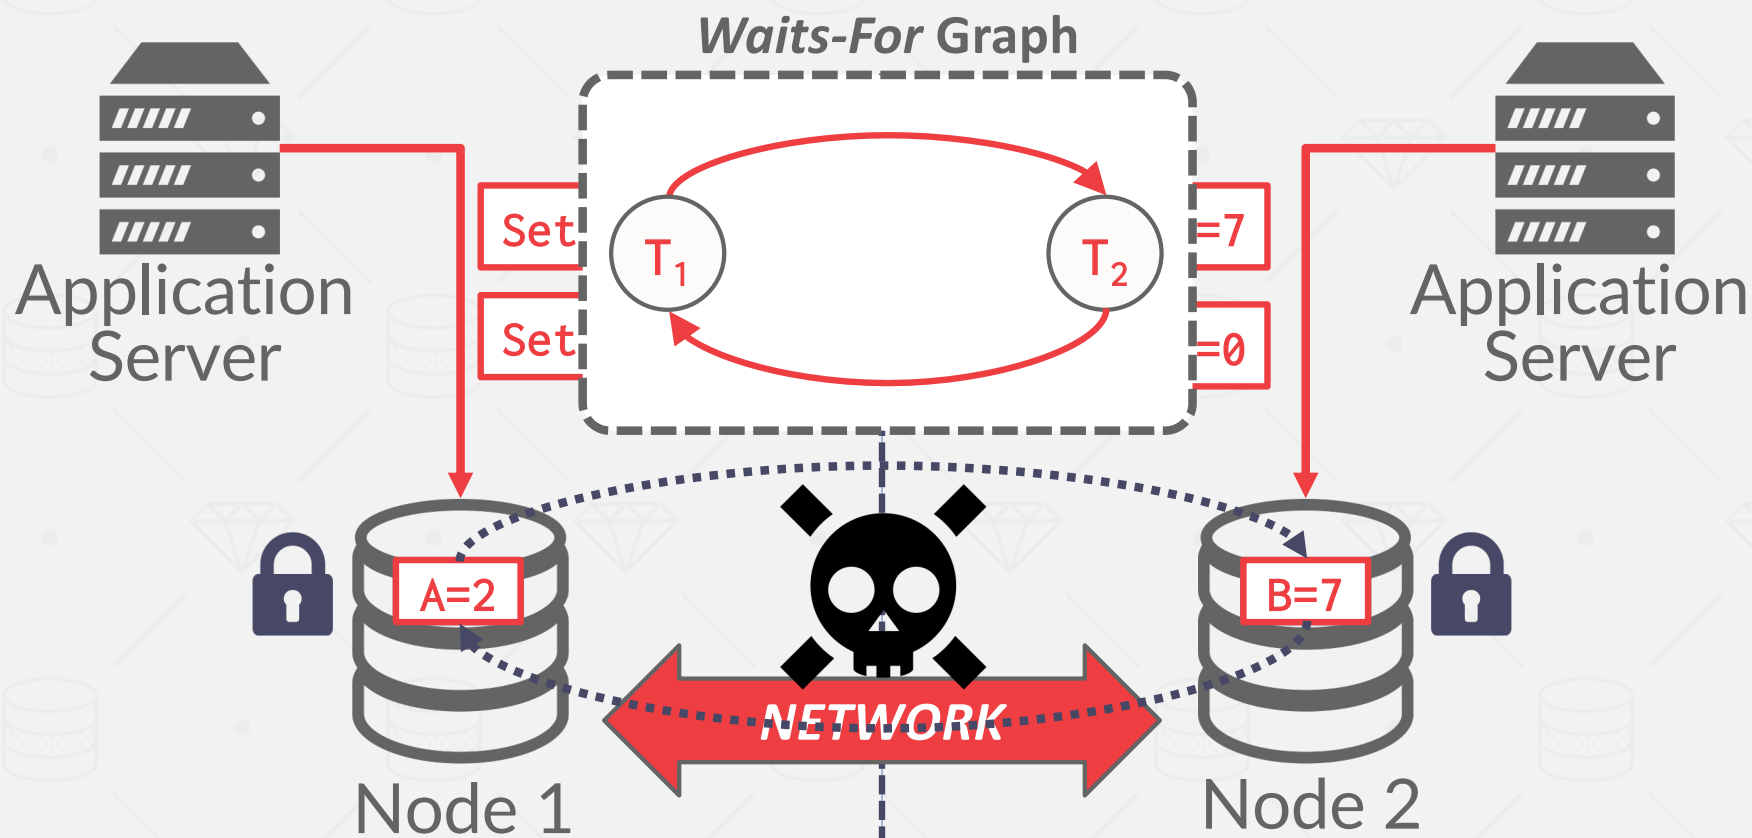 Waits-For Graph
Set
=7
T1
T2
Set
=0
Application
Server
Application
Server
A=2
B=7
NETWORK
Node 1
Node 2